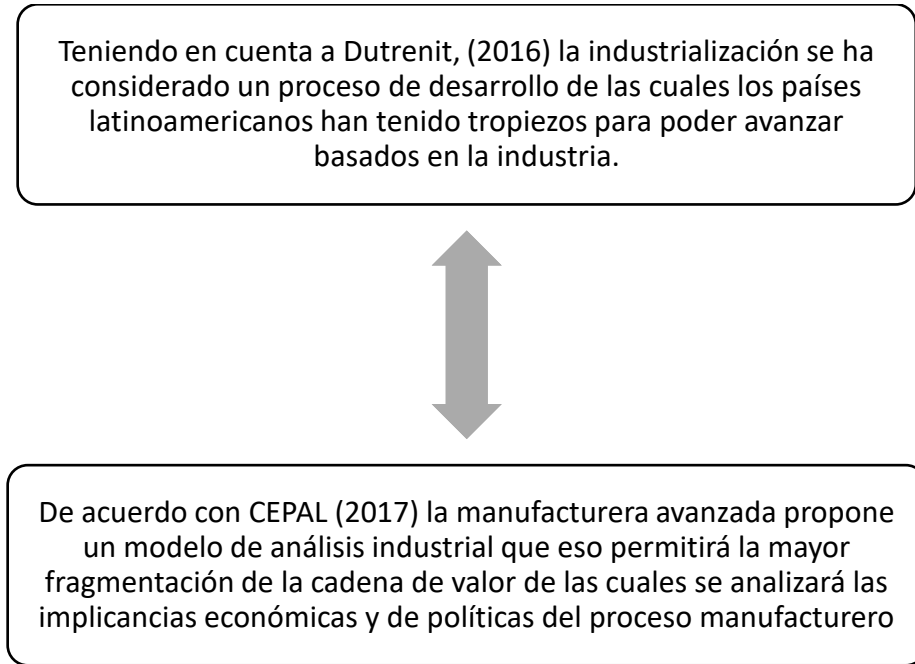 Teniendo en cuenta a Dutrenit, (2016) la industrialización se ha
considerado un proceso de desarrollo de las cuales los países
latinoamericanos han tenido tropiezos para poder avanzar
basados en la industria.
De acuerdo con CEPAL (2017) la manufacturera avanzada propone
un modelo de análisis industrial que eso permitirá la mayor
fragmentación de la cadena de valor de las cuales se analizará las
implicancias económicas y de políticas del proceso manufacturero